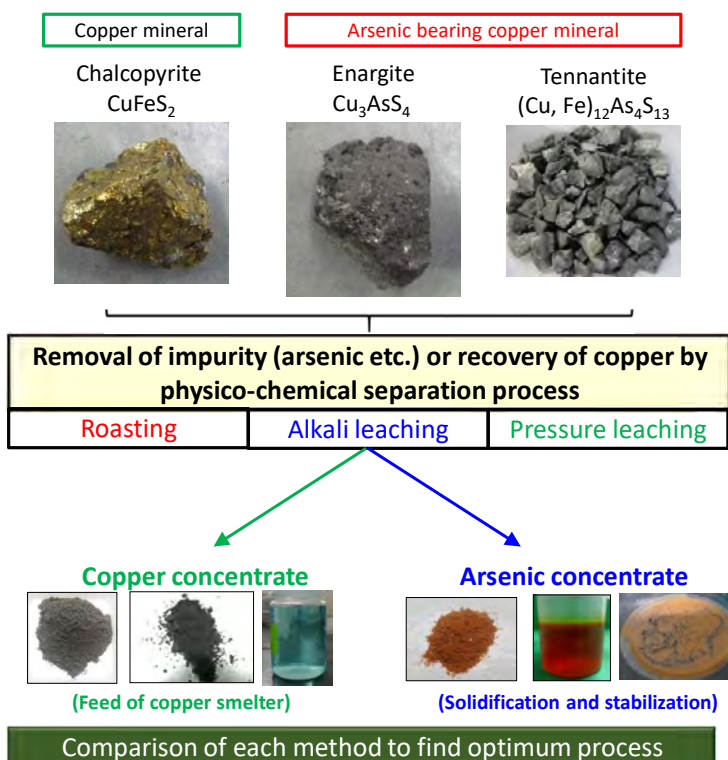 Copper mineral
Arsenic bearing copper mineral
Chalcopyrite
CuFeS₂
Enargite
Cu₃AsS₄
Tennantite
(Cu, Fe)₁₂As₄S₁₃
Removal of impurity (arsenic etc.) or recovery of copper by
physico-chemical separation process
Roasting
Alkali leaching
Pressure leaching
Copper concentrate
(Feed of copper smelter)
Arsenic concentrate
(Solidification and stabilization)
Comparison of each method to find optimum process